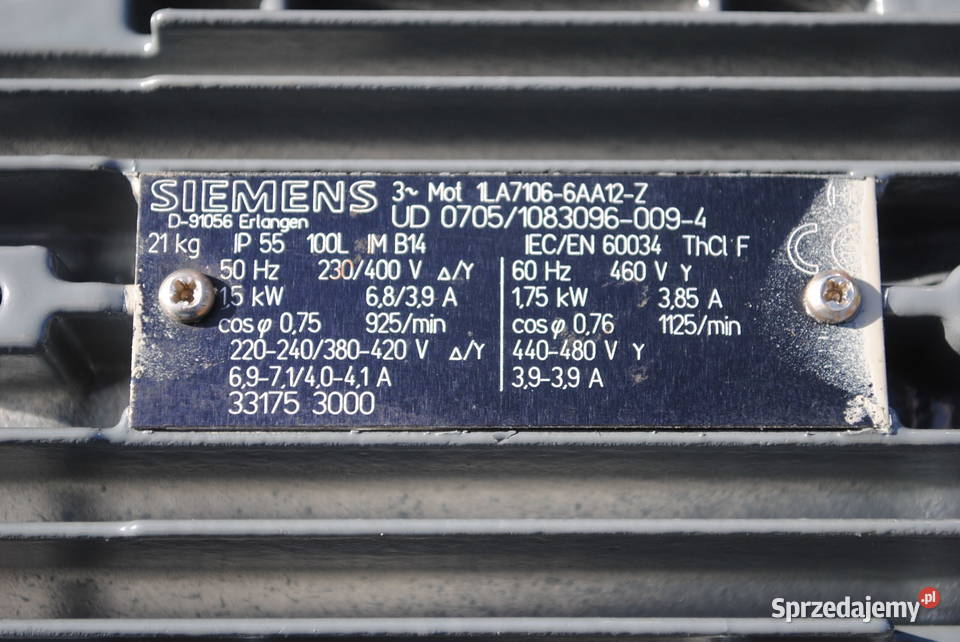 SIEMENS 3~ Mot 1LA7106-6AA12-Z
D-91056 Erlangen UD 0705/1083096-009-4
21 kg IP 55 100L IM B14 IEC/EN 60034 ThCl F
50 Hz 230/400 V Δ/Y 60 Hz 460 V Y
1,5 kW 6,8/3,9 A 1,75 kW 3,85 A
cos φ 0,75 925/min cos φ 0,76 1125/min
220-240/380-420 V Δ/Y 440-480 V Y
6,9-7,1/4,0-4,1 A 3,9-3,9 A
33175 3000
Sprzedajemy.pl